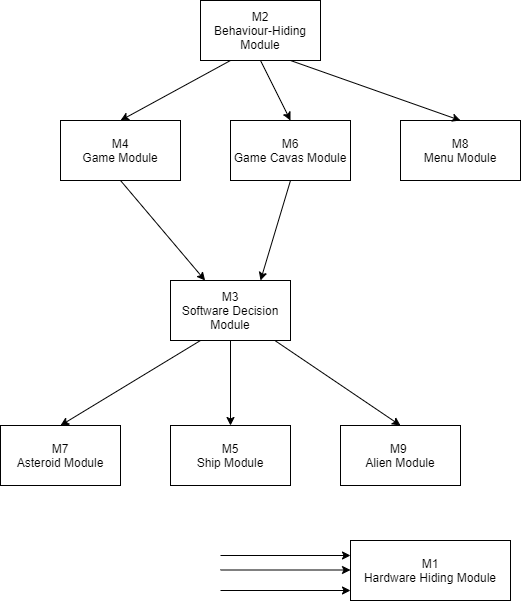 M2
Behaviour-Hiding
Module
M4
Game Module
M6
Game Cavas Module
M8
Menu Module
M3
Software Decision
Module
M7
Asteroid Module
M5
Ship Module
M9
Alien Module
M1
Hardware Hiding Module